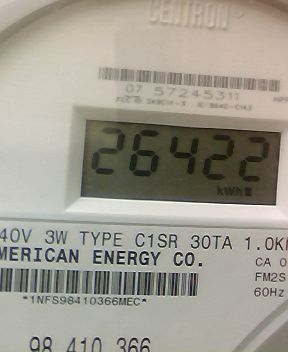 CENTRON®
07 57245311
26422
kWh
40V 3W TYPE C1SR 30TA 1.0K
MERICAN ENERGY CO.
CA 0
FM2S
60Hz
*1NFS98410366MEC*
98 410 366